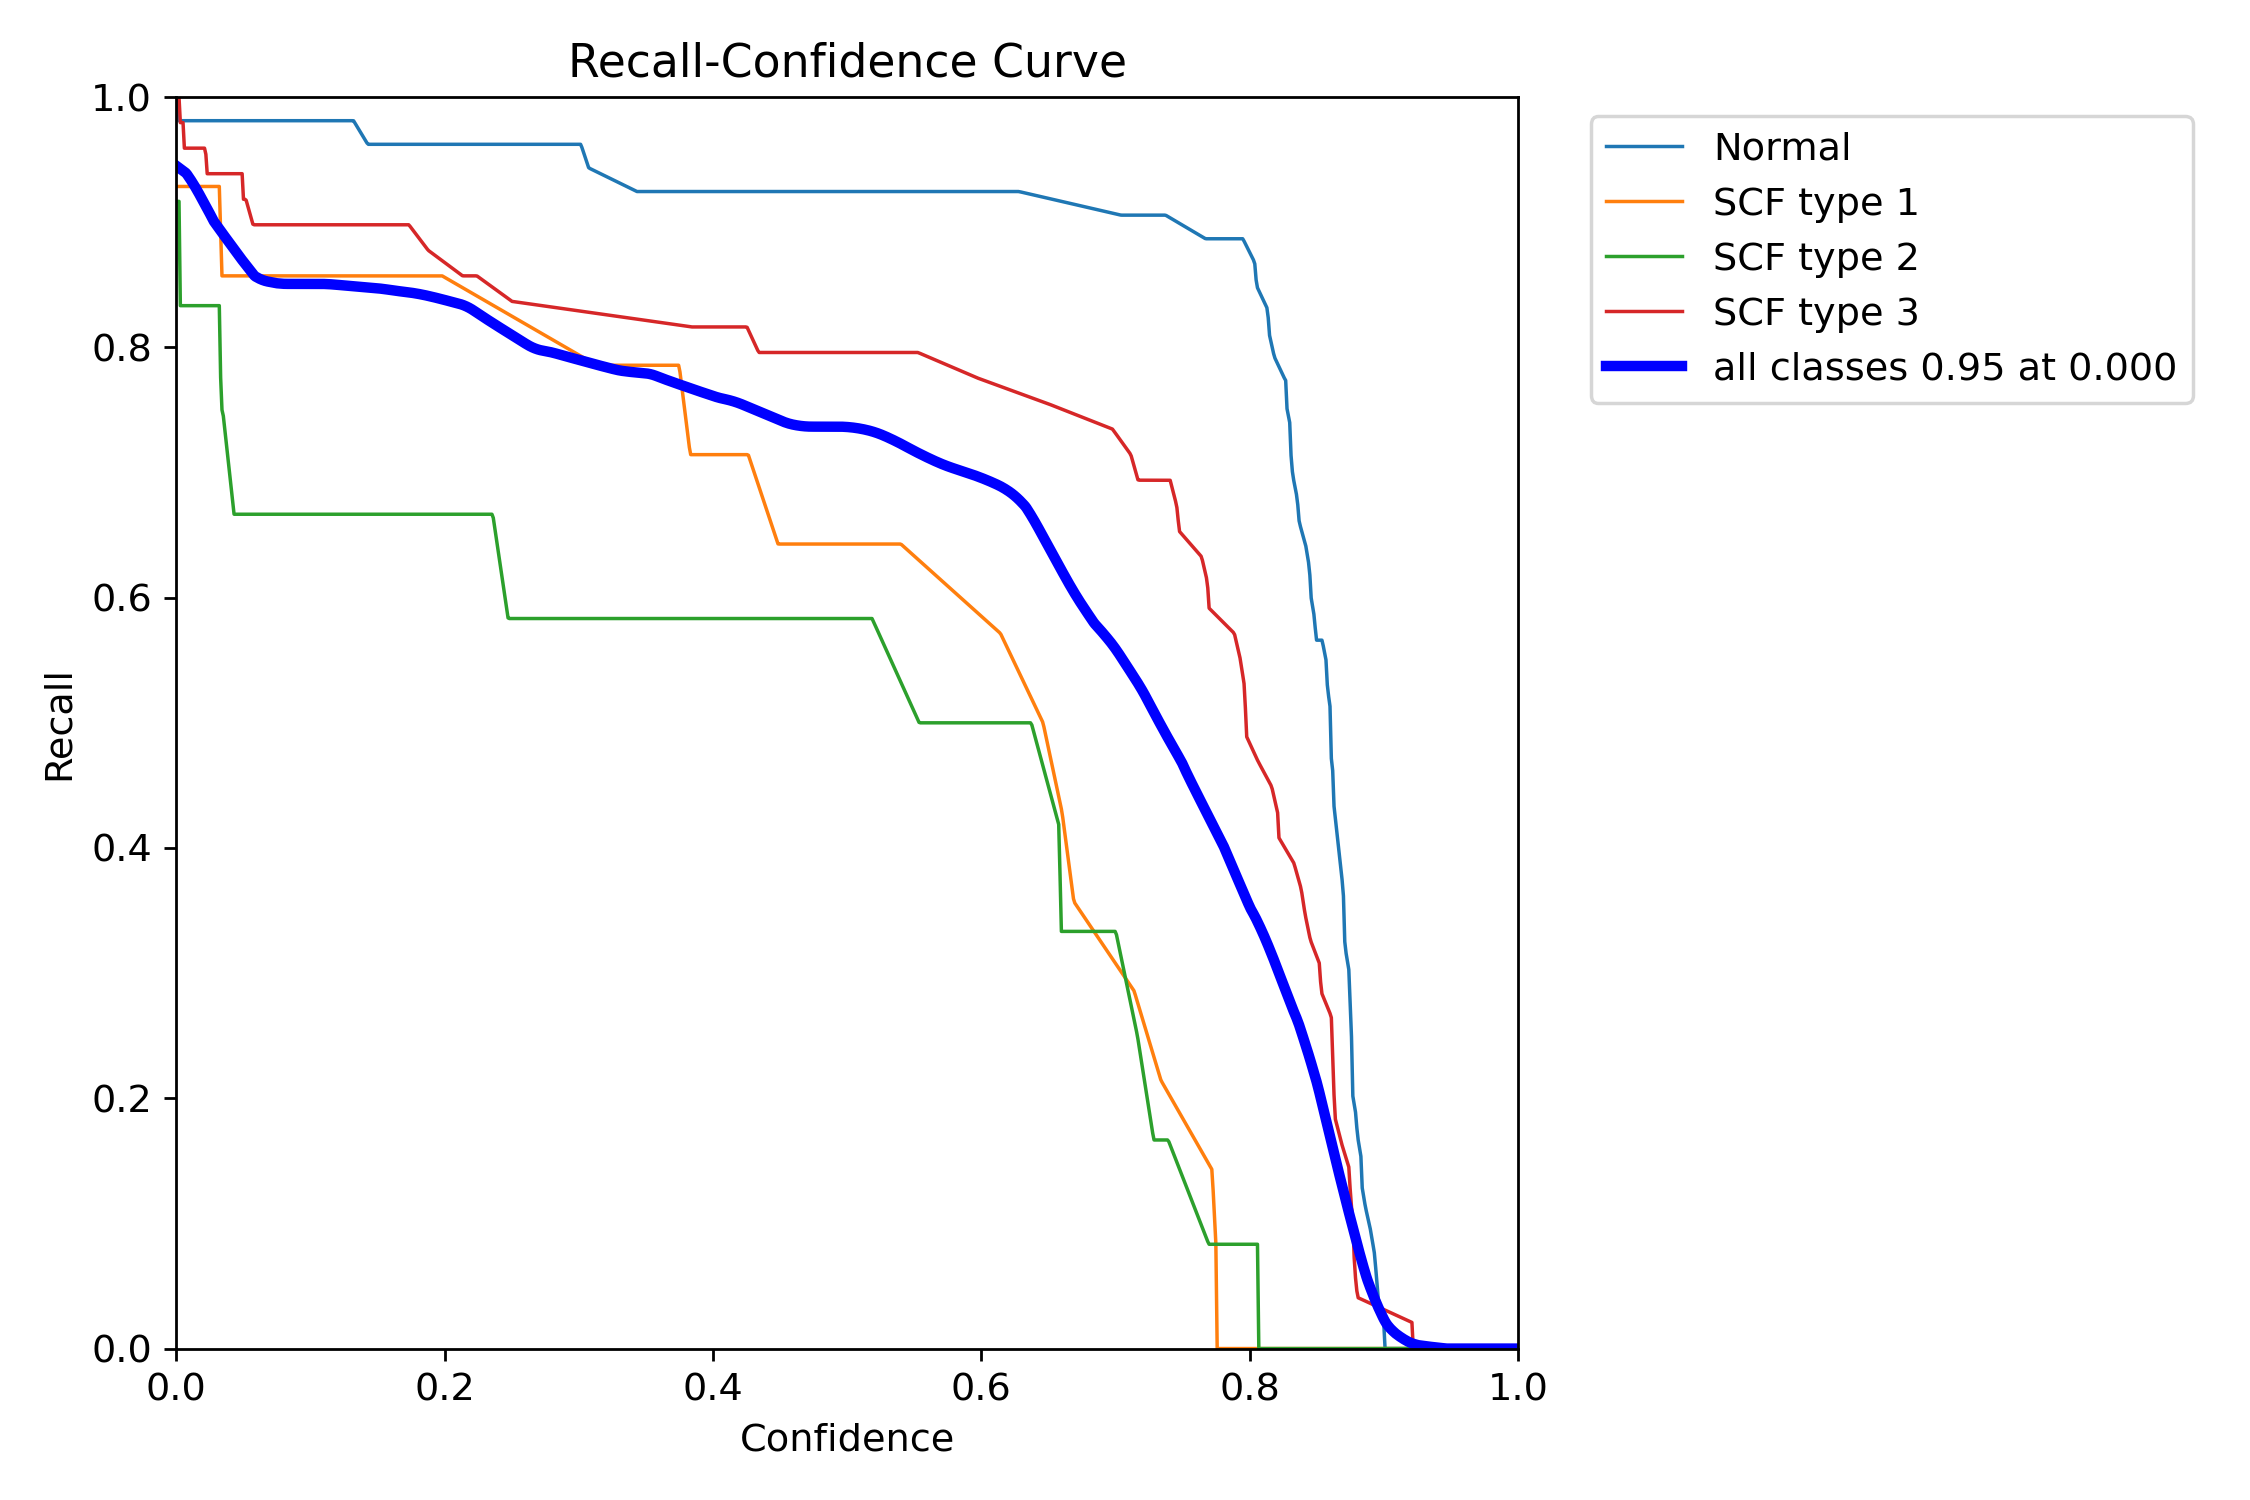 Recall-Confidence Curve
1.0
0.8
0.6
0.4
0.2
0.0
Recall
0.0 0.2 0.4 0.6 0.8 1.0
Confidence
Normal
SCF type 1
SCF type 2
SCF type 3
all classes 0.95 at 0.000